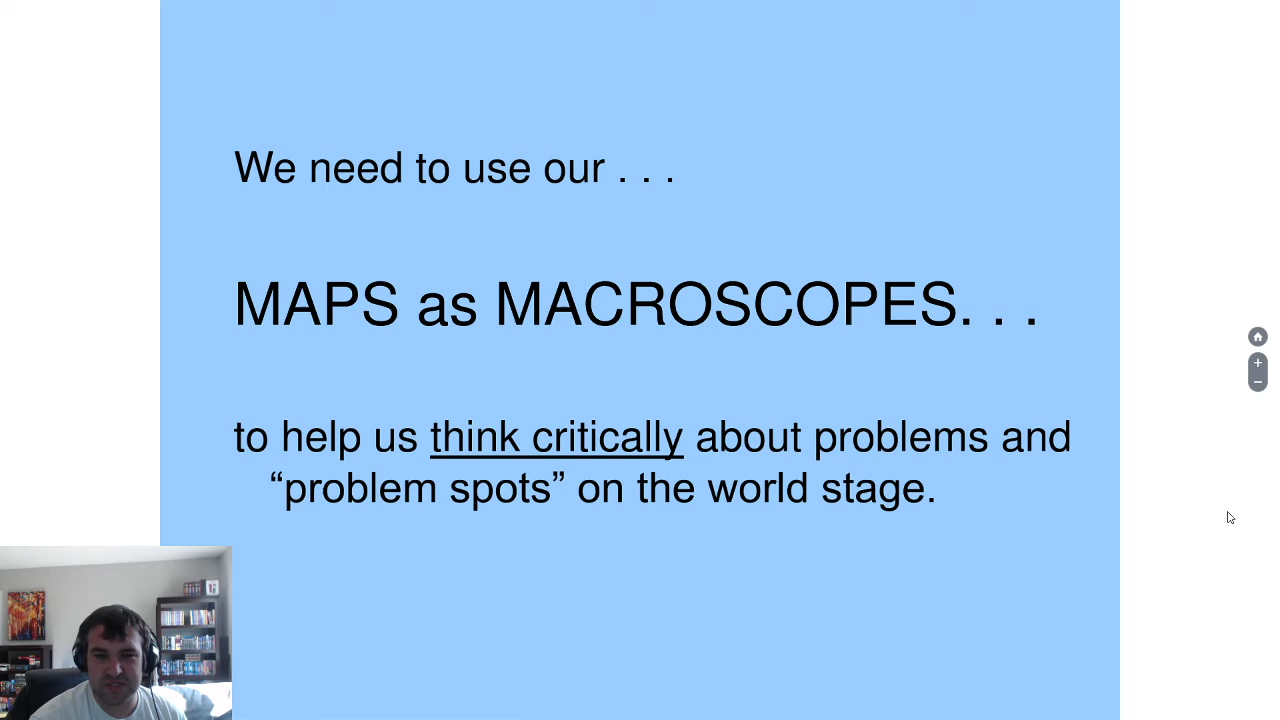 We need to use our . . .
MAPS as MACROSCOPES. . .
to help us think critically about problems and
“problem spots” on the world stage.